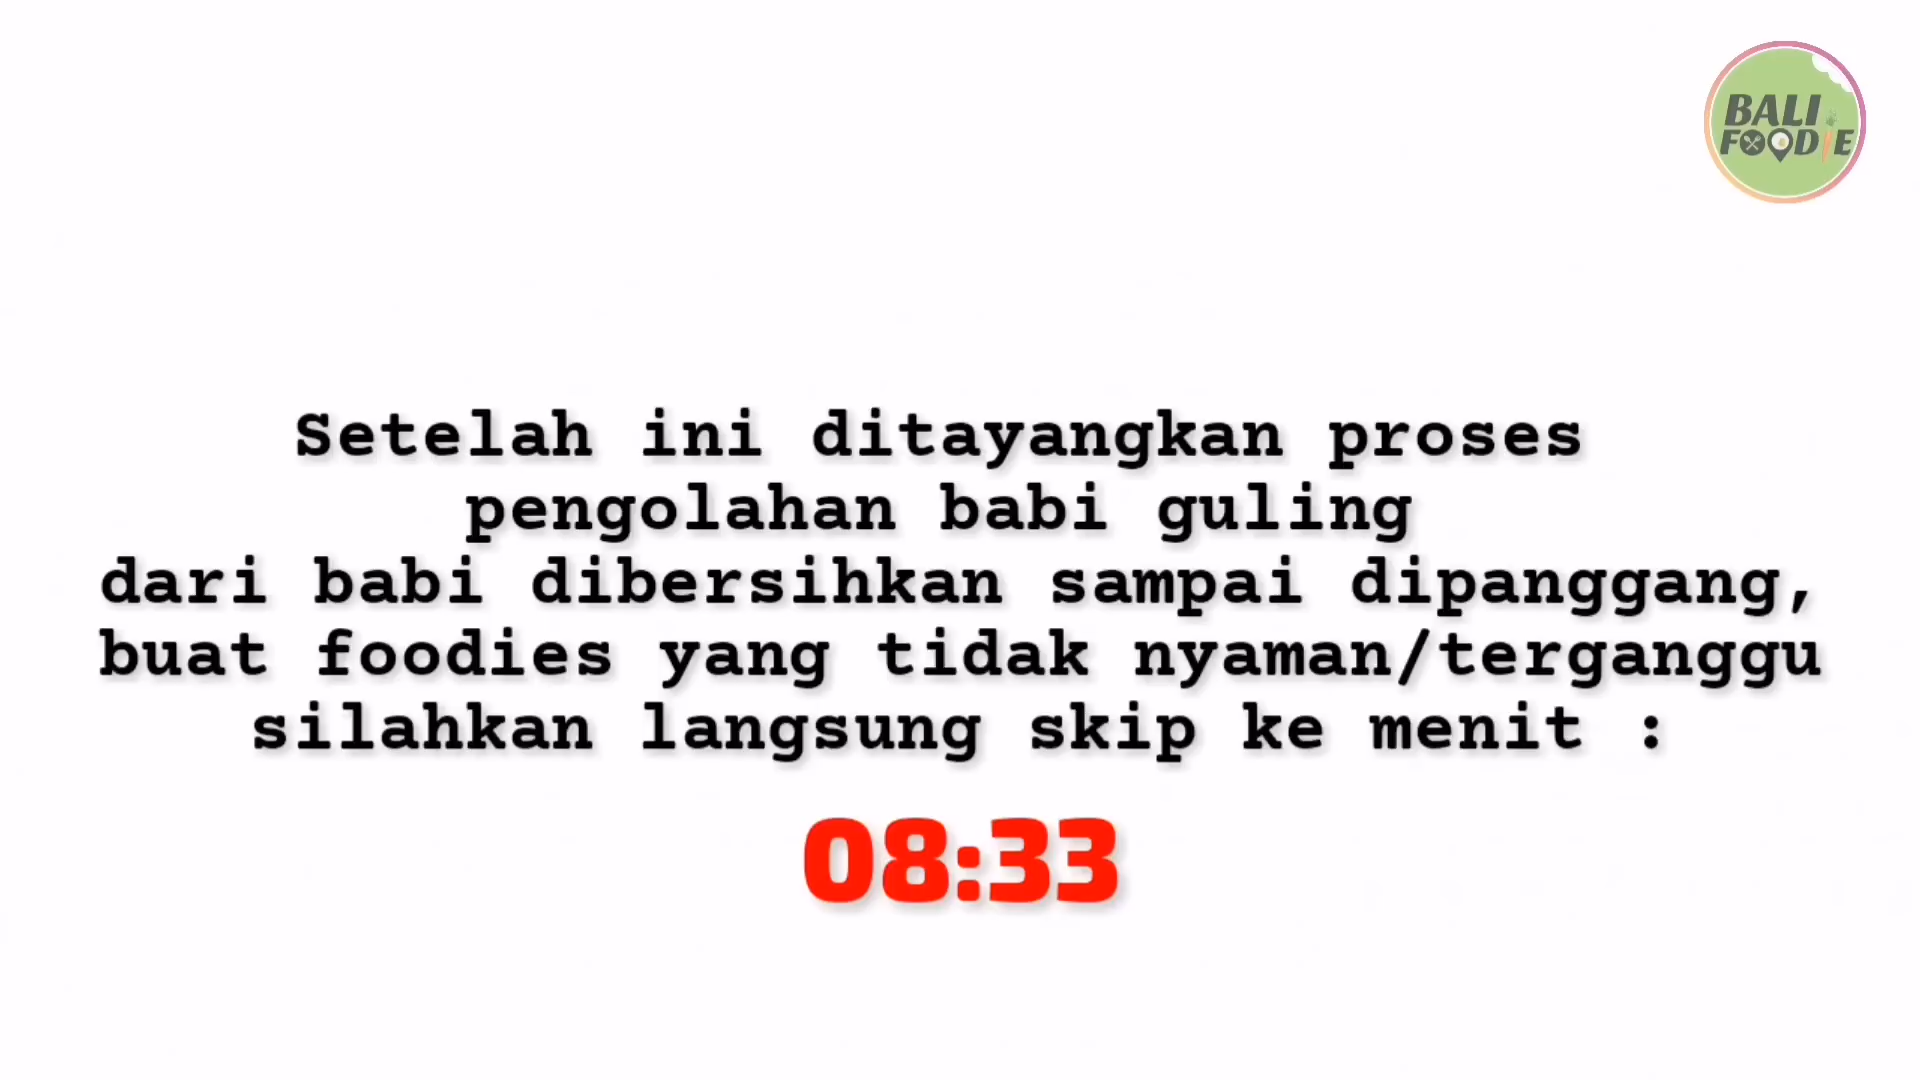 BALI
FOODIE
Setelah ini ditayangkan proses
pengolahan babi guling
dari babi dibersihkan sampai dipanggang,
buat foodies yang tidak nyaman/terganggu
silahkan langsung skip ke menit :
08:33